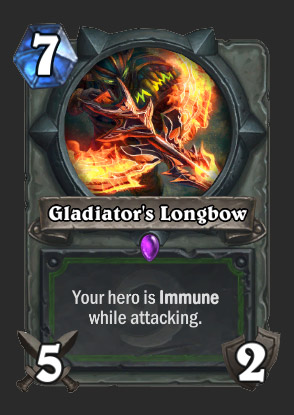 7
Gladiator's Longbow
Your hero is Immune
while attacking.
5
2